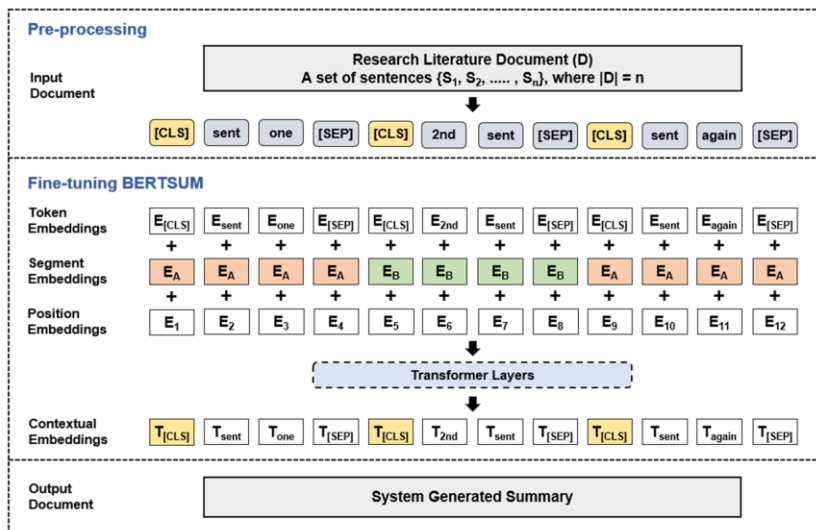 Pre-processing
Research Literature Document (D)
A set of sentences {S₁, S₂, ….. , Sₙ}, where |D| = n
Input
Document
[CLS] sent one [SEP] [CLS] 2nd sent [SEP] [CLS] sent again [SEP]
Fine-tuning BERTSUM
Token
Embeddings
E[CLS] Esent Eone E[SEP] E[CLS] E2nd Esent E[SEP] E[CLS] Esent Eagain E[SEP]
+ + + + + + + + + + + +
Segment
Embeddings
EA EA EA EA EB EB EB EB EA EA EA EA
+ + + + + + + + + + + +
Position
Embeddings
E1 E2 E3 E4 E5 E6 E7 E8 E9 E10 E11 E12
Transformer Layers
Contextual
Embeddings
T[CLS] Tsent Tone T[SEP] T[CLS] T2nd Tsent T[SEP] T[CLS] Tsent Tagain T[SEP]
Output
Document
System Generated Summary